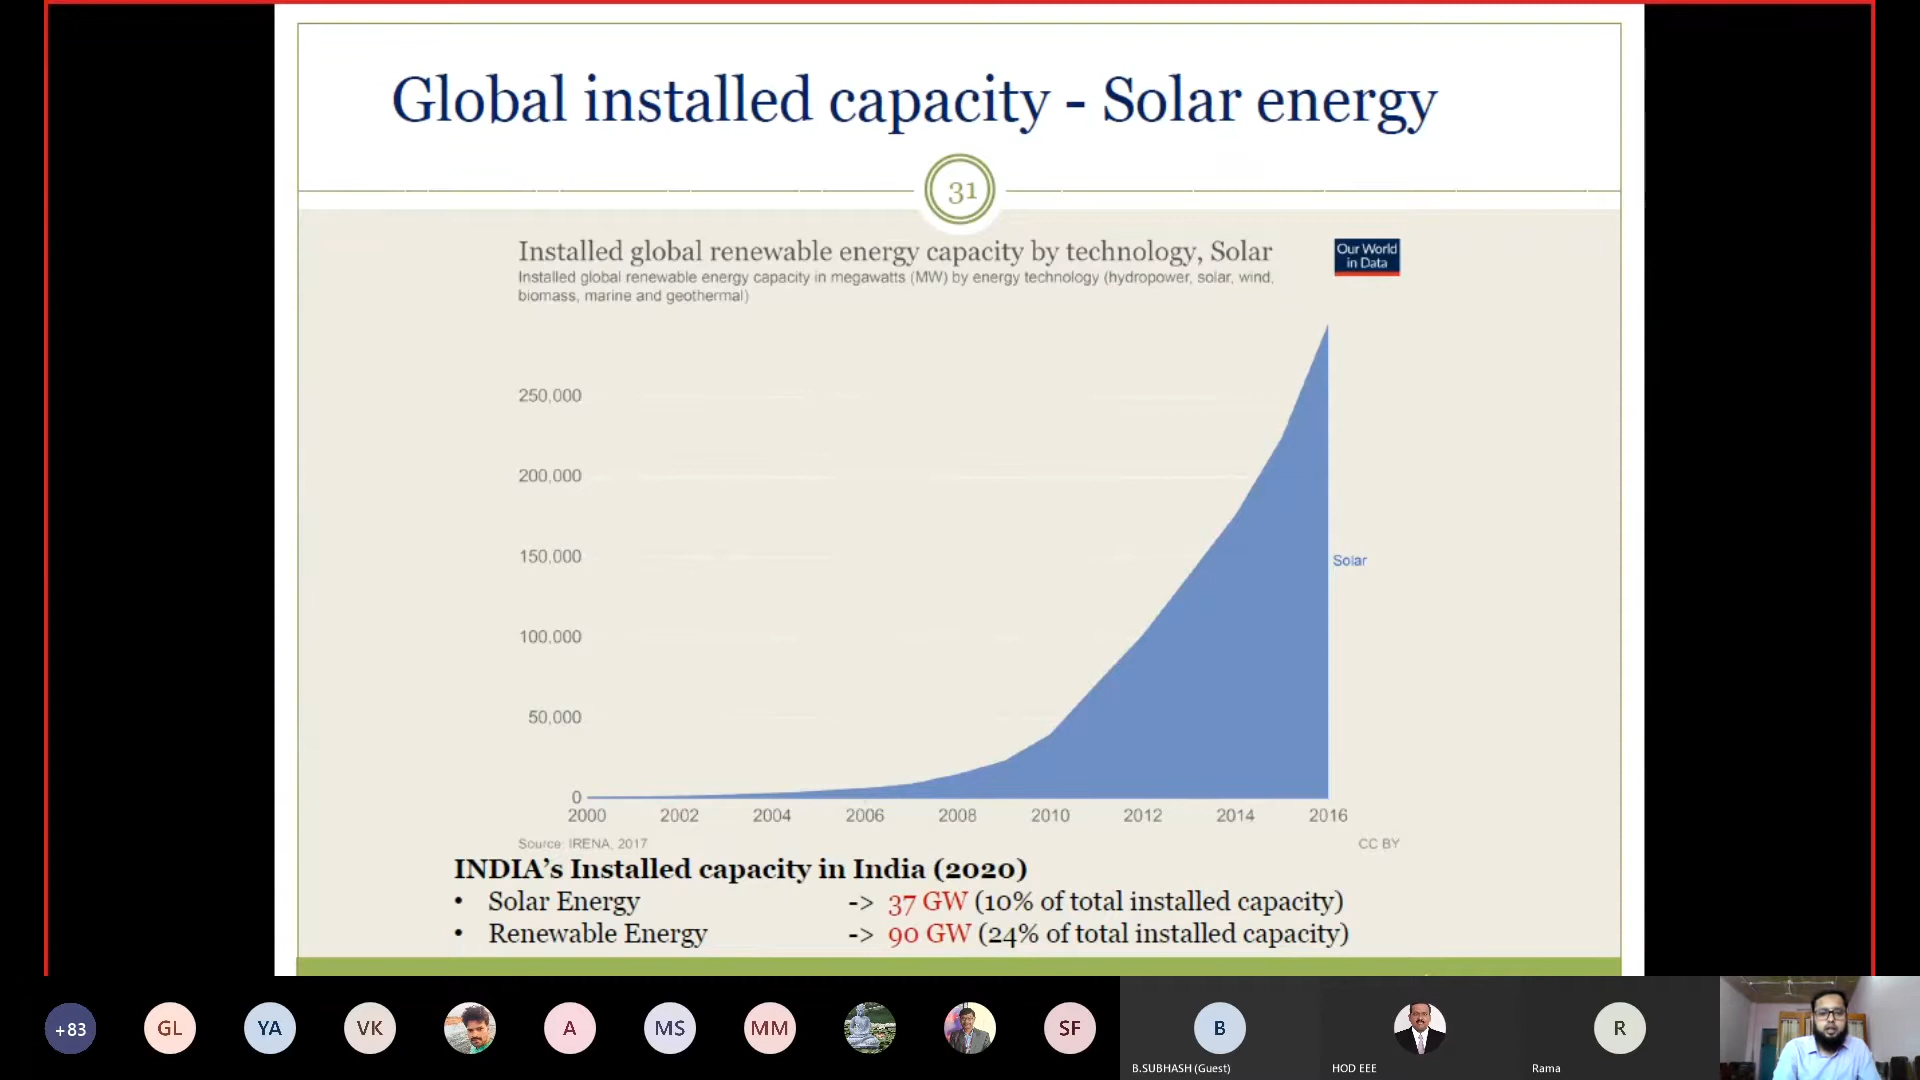 Global installed capacity - Solar energy
31
Installed global renewable energy capacity by technology, Solar
Installed global renewable energy capacity in megawatts (MW) by energy technology (hydropower, solar, wind,
biomass, marine and geothermal)
Our World
in Data
250,000
200,000
150,000
100,000
50,000
0
Solar
2000 2002 2004 2006 2008 2010 2012 2014 2016
Source: IRENA, 2017 CC BY
INDIA's Installed capacity in India (2020)
• Solar Energy -> 37 GW (10% of total installed capacity)
• Renewable Energy -> 90 GW (24% of total installed capacity)
+83 GL YA VK A MS MM SF B R
B.SUBHASH (Guest) HOD EEE Rama